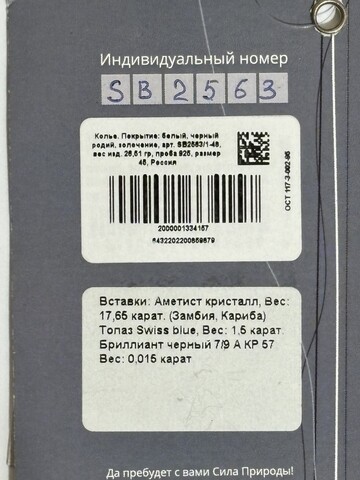 Индивидуальный номер
SB2563
Колье. Покрытие: белый, черный
родий, золочение, арт. SB2563/1-45,
вес изд. 26,51 гр, проба 925, размер
45, Россия
ОСТ 117-3-002-95
2000001334157
6432202200659879
Вставки: Аметист кристалл, Вес:
17,65 карат. (Замбия, Кариба)
Топаз Swiss blue, Вес: 1,5 карат.
Бриллиант черный 7/9 А КР 57
Вес: 0,015 карат
Да пребудет с вами Сила Природы!